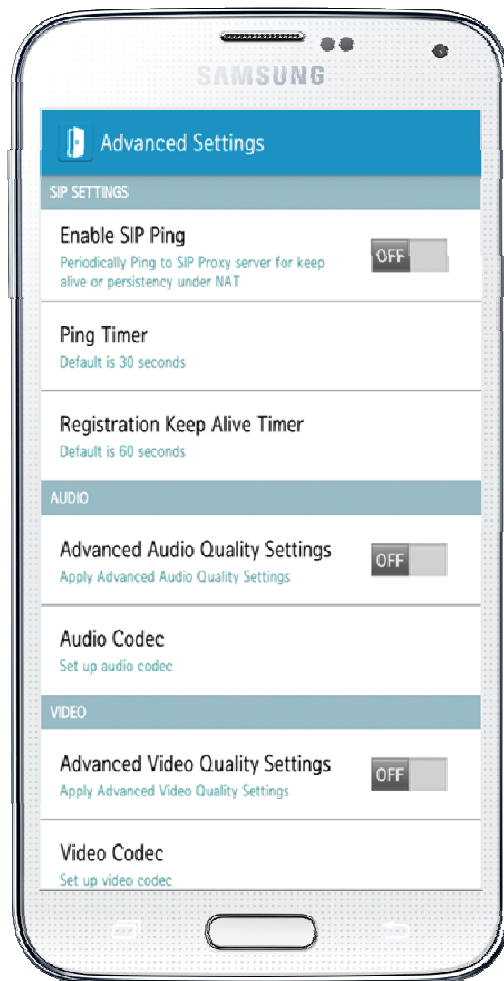 SAMSUNG
Advanced Settings
SIP SETTINGS
Enable SIP Ping
OFF
Periodically Ping to SIP Proxy server for keep
alive or persistency under NAT
Ping Timer
Default is 30 seconds
Registration Keep Alive Timer
Default is 60 seconds
AUDIO
Advanced Audio Quality Settings
OFF
Apply Advanced Audio Quality Settings
Audio Codec
Set up audio codec
VIDEO
Advanced Video Quality Settings
OFF
Apply Advanced Video Quality Settings
Video Codec
Set up video codec